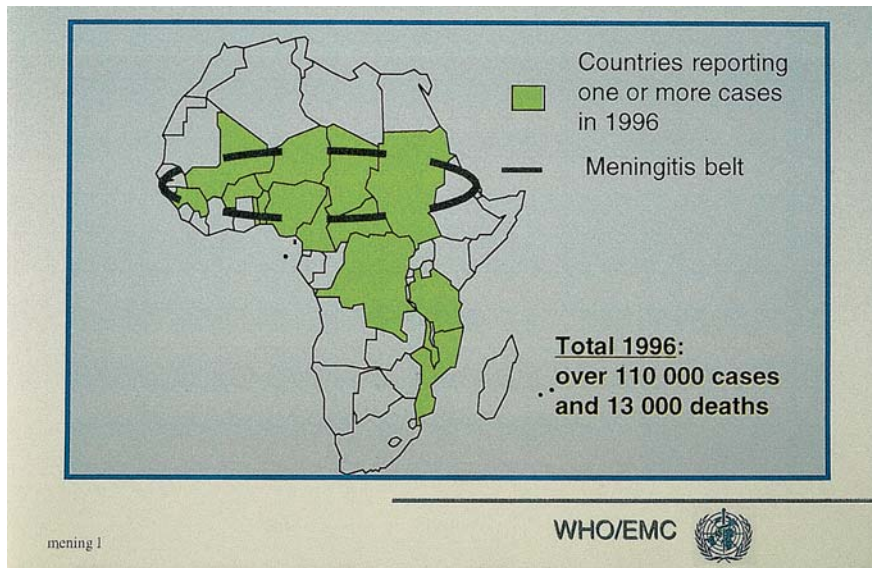 Countries reporting
one or more cases
in 1996
Meningitis belt
Total 1996:
over 110 000 cases
and 13 000 deaths
WHO/EMC
mening 1